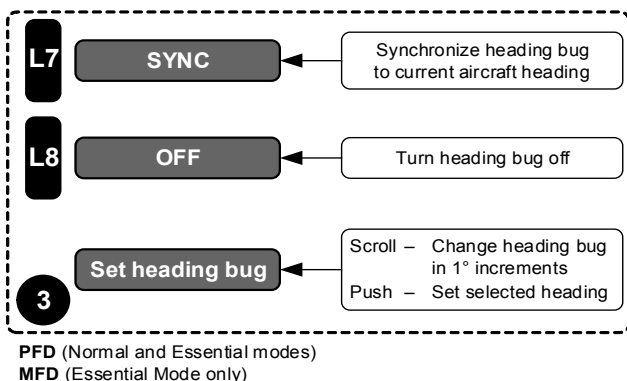 L7
SYNC
Synchronize heading bug
to current aircraft heading
L8
OFF
Turn heading bug off
Set heading bug
Scroll – Change heading bug
in 1° increments
Push – Set selected heading
3
PFD (Normal and Essential modes)
MFD (Essential Mode only)